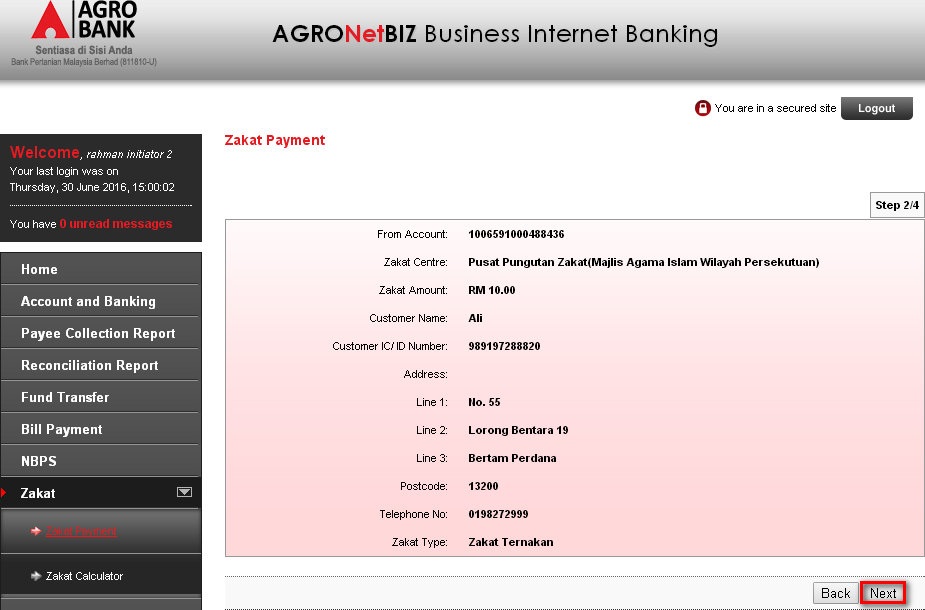 AGRO
BANK
Sentiasa di Sisi Anda
Bank Pertanian Malaysia Berhad (811810-U)
AGRONetBIZ Business Internet Banking
You are in a secured site
Logout
Welcome, rahman initiator 2
Your last login was on
Thursday, 30 June 2016, 15:00:02
You have 0 unread messages
Home
Account and Banking
Payee Collection Report
Reconciliation Report
Fund Transfer
Bill Payment
NBPS
Zakat
Zakat Payment
Zakat Calculator
Zakat Payment
Step 2/4
From Account: 1006591000488436
Zakat Centre: Pusat Pungutan Zakat(Majlis Agama Islam Wilayah Persekutuan)
Zakat Amount: RM 10.00
Customer Name: Ali
Customer IC/ ID Number: 989197288820
Address:
Line 1: No. 55
Line 2: Lorong Bentara 19
Line 3: Bertam Perdana
Postcode: 13200
Telephone No: 0198272999
Zakat Type: Zakat Ternakan
Back Next